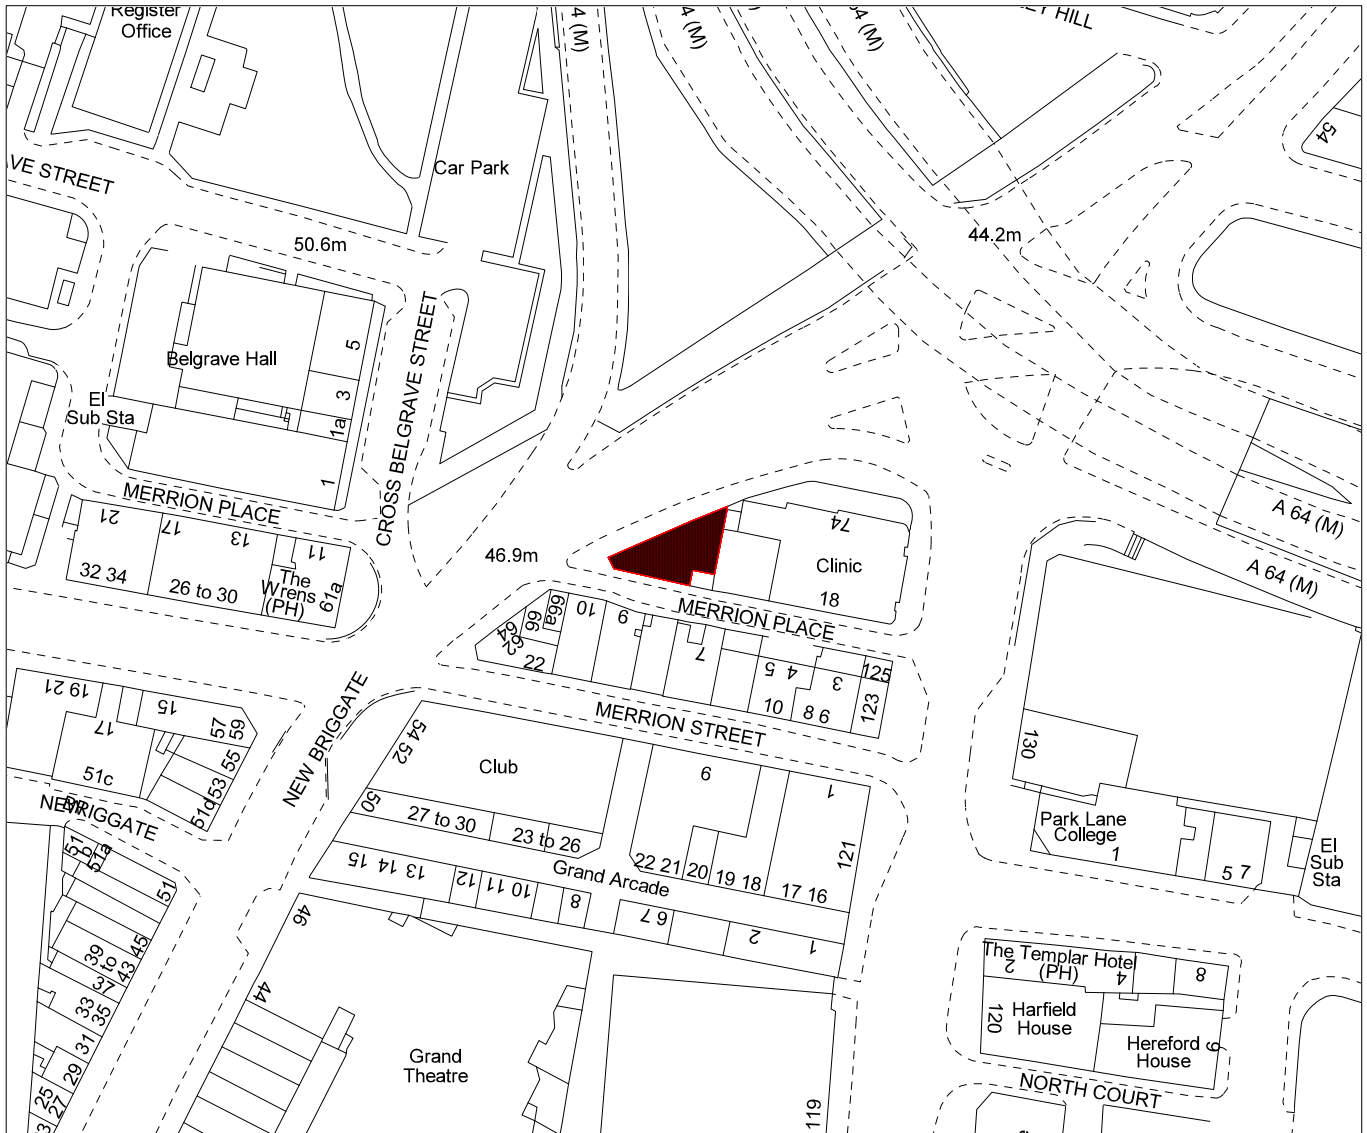 Register
Office
4 (M)
4 (M)
54 (M)
EY HILL
54
AVE STREET
Car Park
50.6m
44.2m
Belgrave Hall
5
3
1a
1
El
Sub Sta
CROSS BELGRAVE STREET
MERRION PLACE
21
17
13
11
32 34
26 to 30
The
Wrens
(PH)
61a
46.9m
74
Clinic
18
A 64 (M)
A 64 (M)
MERRION PLACE
64
62
66
66a
22
10
9
7
5
4
3
125
123
10
8 6
MERRION STREET
19 21
17
15
57
59
55
53
51d
51c
NEW BRIGGATE
NEW BRIGGATE
54 52
Club
50
27 to 30
23 to 26
6
1
121
22 21
20
19 18
17 16
Grand Arcade
15
13 14
12
10 11
8
6 7
2
1
130
Park Lane
College
1
5 7
El
Sub
Sta
51
b
51a
51
45
39
to
43
37
33
35
31
29
25
27
46
44
Grand
Theatre
119
The Templar Hotel
(PH)
2
4
8
120
Harfield
House
Hereford
House
6
NORTH COURT